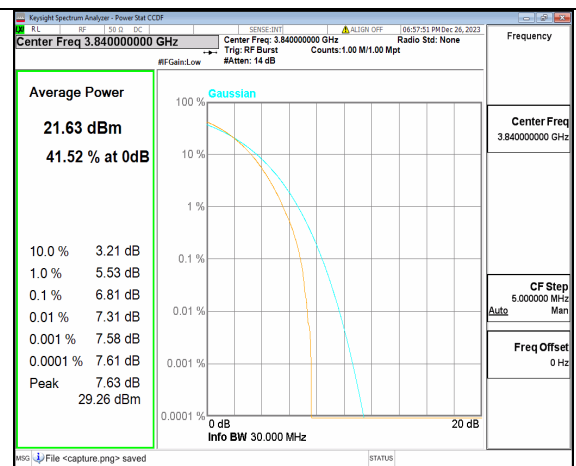 Keysight Spectrum Analyzer - Power Stat CCDF
RL RF 50 Ω DC SENSE:INT ALIGN OFF 06:57:51 PM Dec 26, 2023
Center Freq 3.840000000 GHz
Center Freq: 3.840000000 GHz Radio Std: None
Trig: RF Burst Counts:1.00 M/1.00 Mpt
#IFGain:Low #Atten: 14 dB
Frequency
Average Power
21.63 dBm
41.52 % at 0dB
10.0 % 3.21 dB
1.0 % 5.53 dB
0.1 % 6.81 dB
0.01 % 7.31 dB
0.001 % 7.58 dB
0.0001 % 7.61 dB
Peak 7.63 dB
29.26 dBm
Gaussian
100 %
10 %
1 %
0.1 %
0.01 %
0.001 %
0.0001 %
0 dB 20 dB
Info BW 30.000 MHz
Center Freq
3.840000000 GHz
CF Step
5.000000 MHz
Auto Man
Freq Offset
0 Hz
MSG File <capture.png> saved STATUS